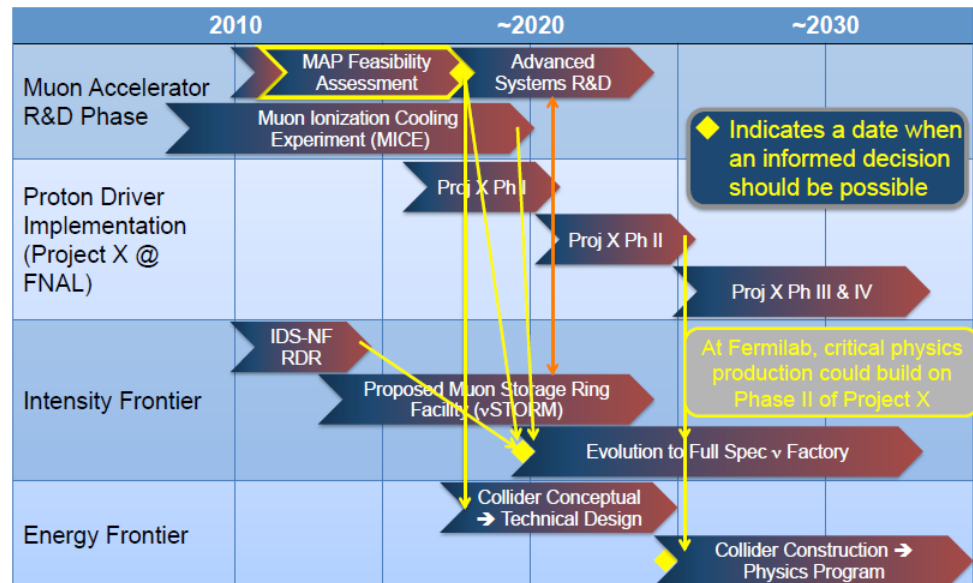 2010
~2020
~2030
Muon Accelerator
R&D Phase
MAP Feasibility
Assessment
Advanced
Systems R&D
Muon Ionization Cooling
Experiment (MICE)
Indicates a date when
an informed decision
should be possible
Proton Driver
Implementation
(Project X @
FNAL)
Proj X Ph I
Proj X Ph II
Proj X Ph III & IV
Intensity Frontier
IDS-NF
RDR
Proposed Muon Storage Ring
Facility (νSTORM)
At Fermilab, critical physics
production could build on
Phase II of Project X
Evolution to Full Spec ν Factory
Energy Frontier
Collider Conceptual
➔ Technical Design
Collider Construction ➔
Physics Program